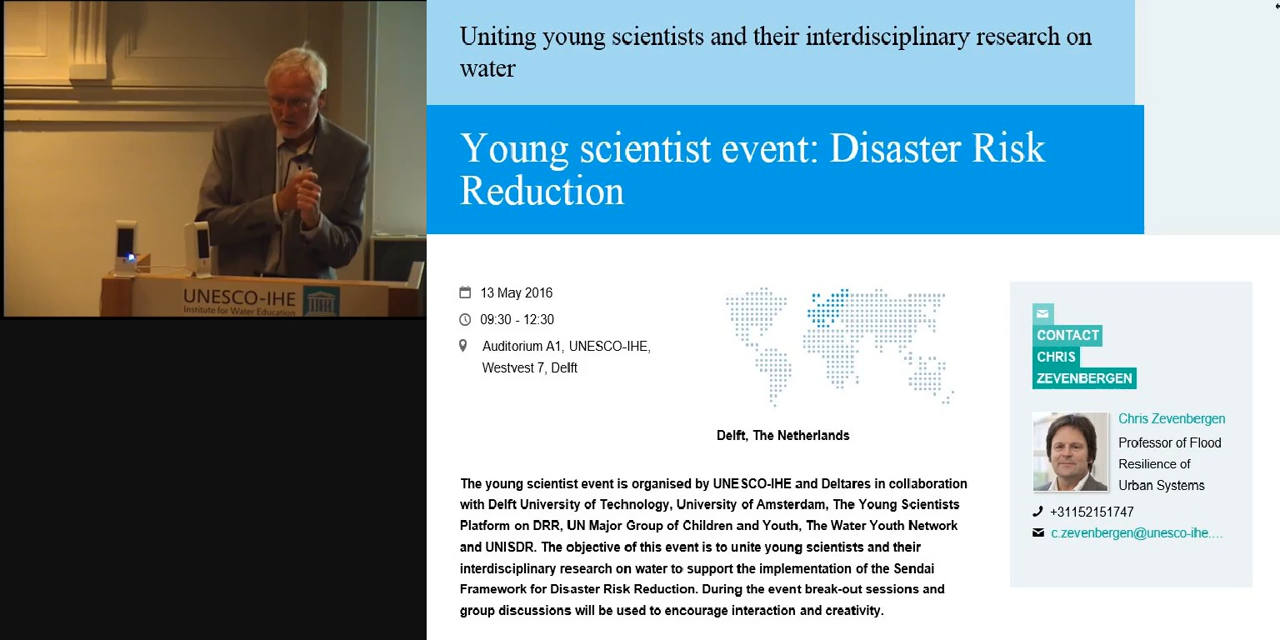 UNESCO-IHE
Institute for Water Education
Uniting young scientists and their interdisciplinary research on
water
Young scientist event: Disaster Risk
Reduction
13 May 2016
09:30 - 12:30
Auditorium A1, UNESCO-IHE,
Westvest 7, Delft
Delft, The Netherlands
The young scientist event is organised by UNESCO-IHE and Deltares in collaboration
with Delft University of Technology, University of Amsterdam, The Young Scientists
Platform on DRR, UN Major Group of Children and Youth, The Water Youth Network
and UNISDR. The objective of this event is to unite young scientists and their
interdisciplinary research on water to support the implementation of the Sendai
Framework for Disaster Risk Reduction. During the event break-out sessions and
group discussions will be used to encourage interaction and creativity.
CONTACT
CHRIS
ZEVENBERGEN
Chris Zevenbergen
Professor of Flood
Resilience of
Urban Systems
+31152151747
c.zevenbergen@unesco-ihe....